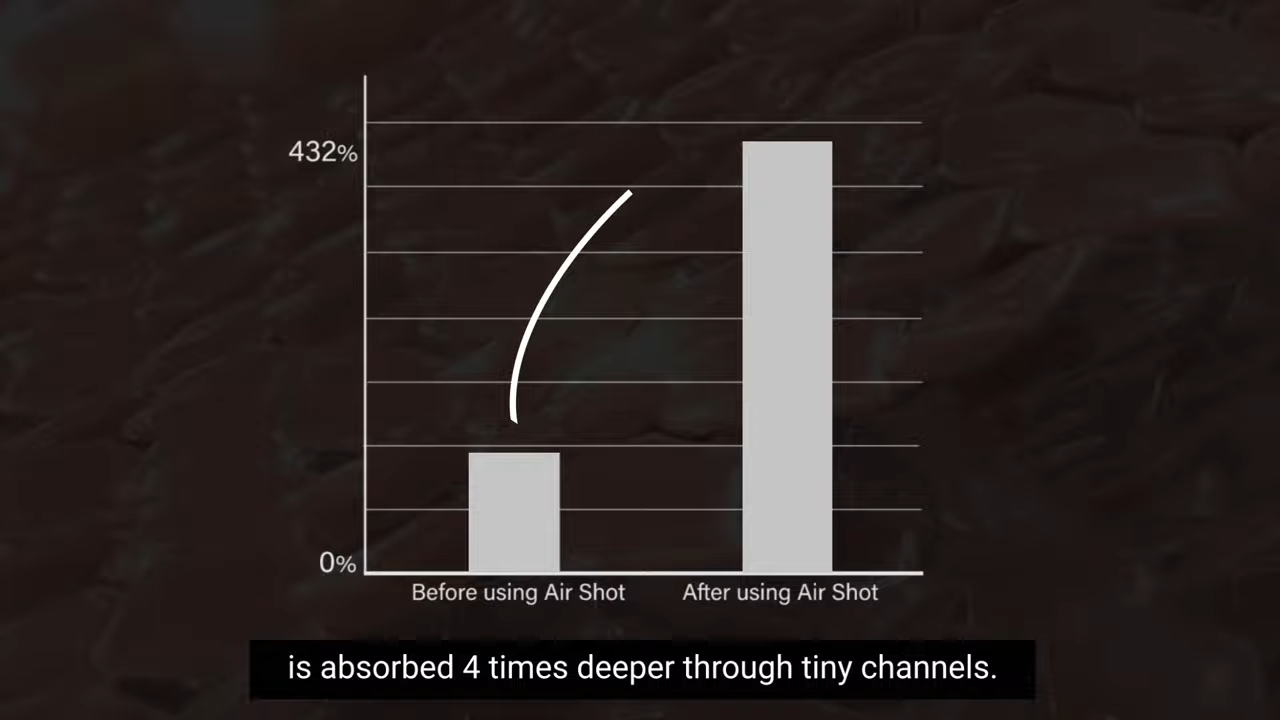 432%
0%
Before using Air Shot
After using Air Shot
is absorbed 4 times deeper through tiny channels.